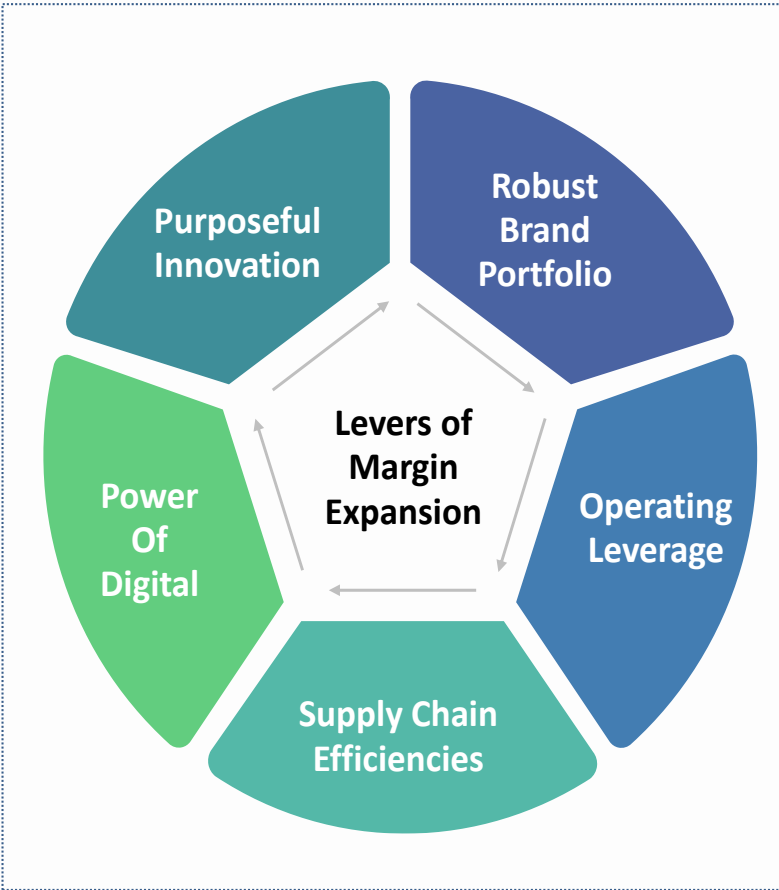 Robust
Brand
Portfolio
Operating
Leverage
Supply Chain
Efficiencies
Power
Of
Digital
Purposeful
Innovation
Levers of
Margin
Expansion